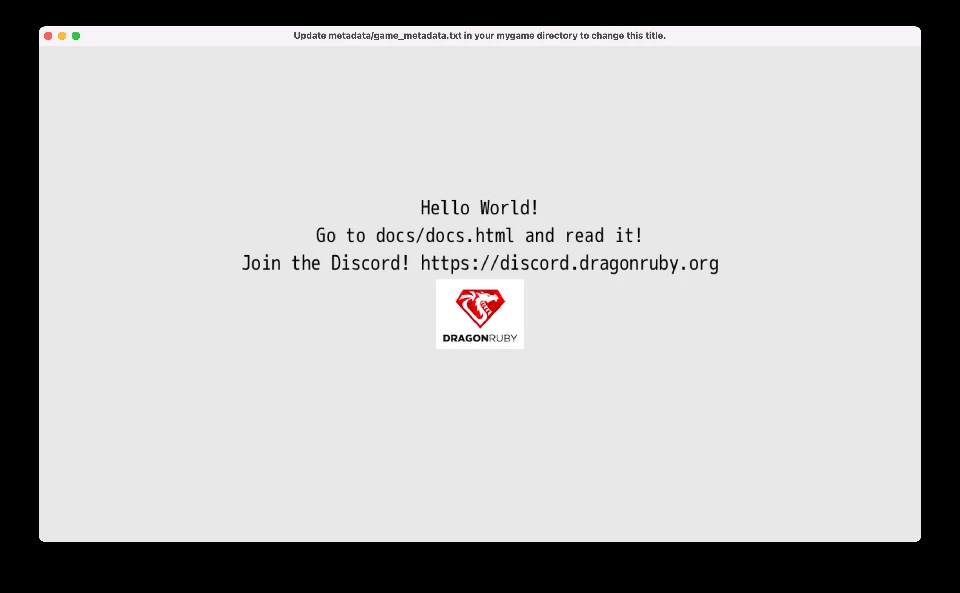 Update metadata/game_metadata.txt in your mygame directory to change this title.
Hello World!
Go to docs/docs.html and read it!
Join the Discord! https://discord.dragonruby.org
DRAGONRUBY